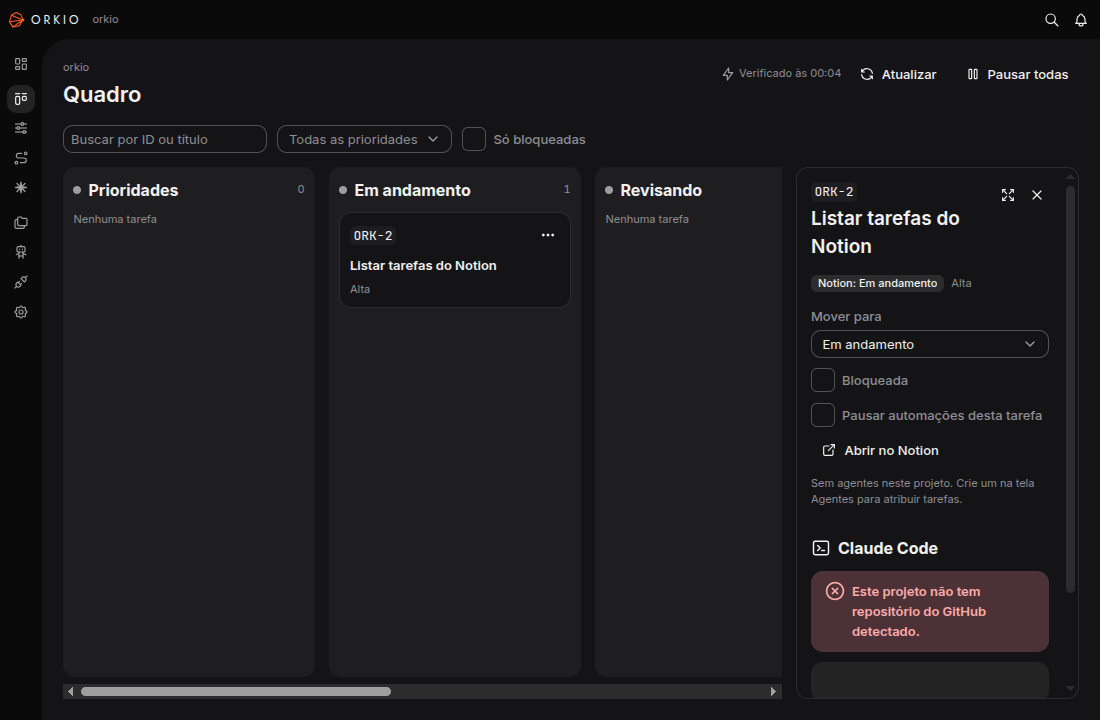 ORKIO orkio
orkio
Quadro
Verificado às 00:04 Atualizar Pausar todas
Buscar por ID ou título Todas as prioridades Só bloqueadas
Prioridades 0
Nenhuma tarefa
Em andamento 1
ORK-2
Listar tarefas do Notion
Alta
Revisando
Nenhuma tarefa
ORK-2
Listar tarefas do
Notion
Notion: Em andamento Alta
Mover para
Em andamento
Bloqueada
Pausar automações desta tarefa
Abrir no Notion
Sem agentes neste projeto. Crie um na tela
Agentes para atribuir tarefas.
Claude Code
Este projeto não tem
repositório do GitHub
detectado.